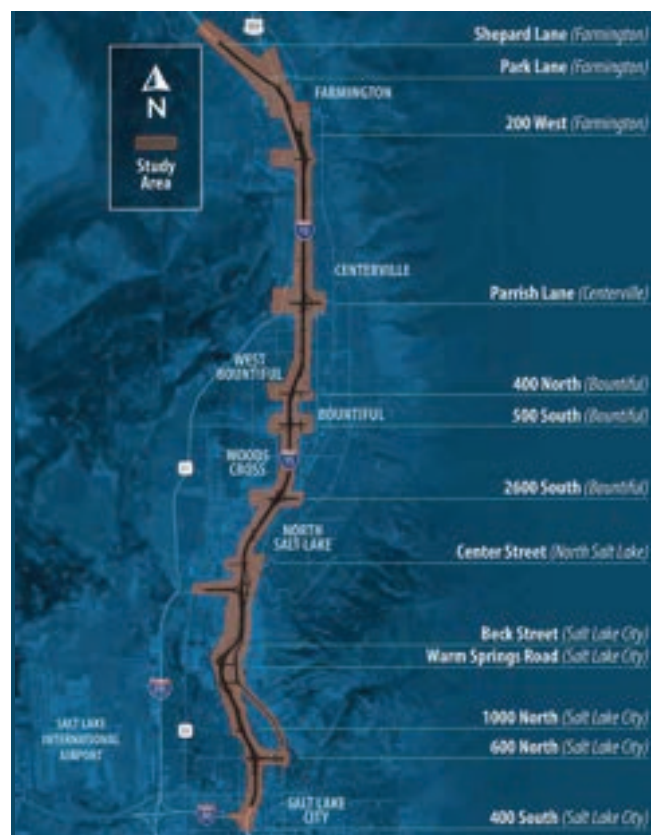 Shepard Lane (Farmington)
Park Lane (Farmington)
N
FARMINGTON
200 West (Farmington)
Study
Area
15
CENTERVILLE
Parrish Lane (Centerville)
WEST
BOUNTIFUL
400 North (Bountiful)
BOUNTIFUL
500 South (Bountiful)
WOODS
CROSS
15
2600 South (Bountiful)
NORTH
SALT LAKE
Center Street (North Salt Lake)
Beck Street (Salt Lake City)
Warm Springs Road (Salt Lake City)
1000 North (Salt Lake City)
SALT LAKE
INTERNATIONAL
AIRPORT
600 North (Salt Lake City)
SALT LAKE
CITY
400 South (Salt Lake City)